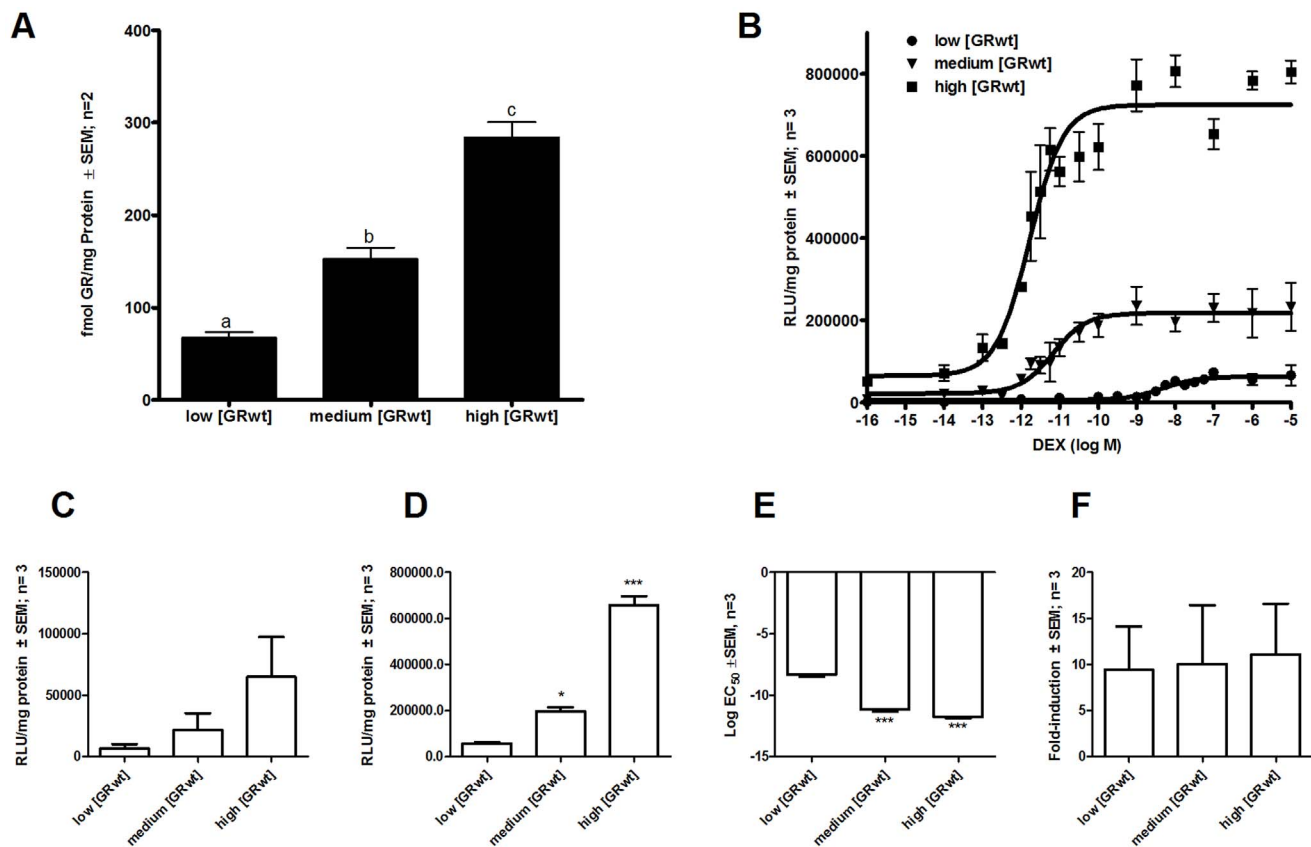 A
fmol GR/mg Protein ± SEM; n=2
400
300
200
100
0
a
b
c
low [GRwt]
medium [GRwt]
high [GRwt]
B
low [GRwt]
medium [GRwt]
high [GRwt]
RLU/mg protein ± SEM; n= 3
800000
600000
400000
200000
0
-16 -15 -14 -13 -12 -11 -10 -9 -8 -7 -6 -5
DEX (log M)
C
RLU/mg protein ± SEM; n= 3
150000
100000
50000
0
low [GRwt]
medium [GRwt]
high [GRwt]
D
RLU/mg protein ± SEM; n= 3
800000.0
600000.0
400000.0
200000.0
0.0
*
***
low [GRwt]
medium [GRwt]
high [GRwt]
E
Log EC50 ±SEM, n=3
0
-5
-10
-15
***
***
low [GRwt]
medium [GRwt]
high [GRwt]
F
Fold-induction ± SEM; n= 3
20
15
10
5
0
low [GRwt]
medium [GRwt]
high [GRwt]